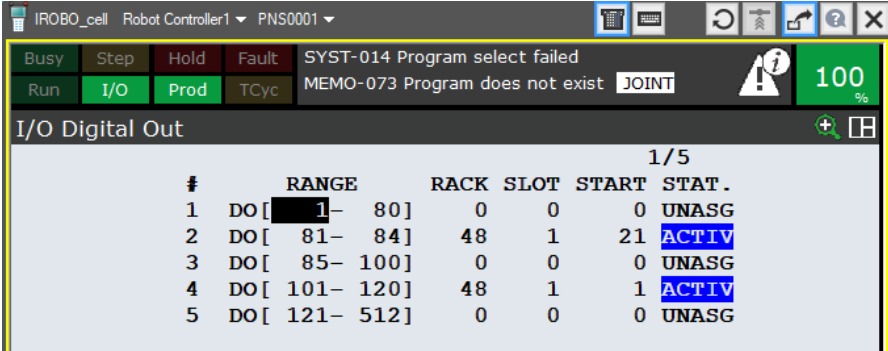 IROBO_cell Robot Controller1 PNS0001
Busy Step Hold Fault SYST-014 Program select failed
Run I/O Prod TCyc MEMO-073 Program does not exist JOINT 100 %
I/O Digital Out
1/5
# RANGE RACK SLOT START STAT.
1 DO[ 1- 80] 0 0 0 UNASG
2 DO[ 81- 84] 48 1 21 ACTIV
3 DO[ 85- 100] 0 0 0 UNASG
4 DO[ 101- 120] 48 1 1 ACTIV
5 DO[ 121- 512] 0 0 0 UNASG